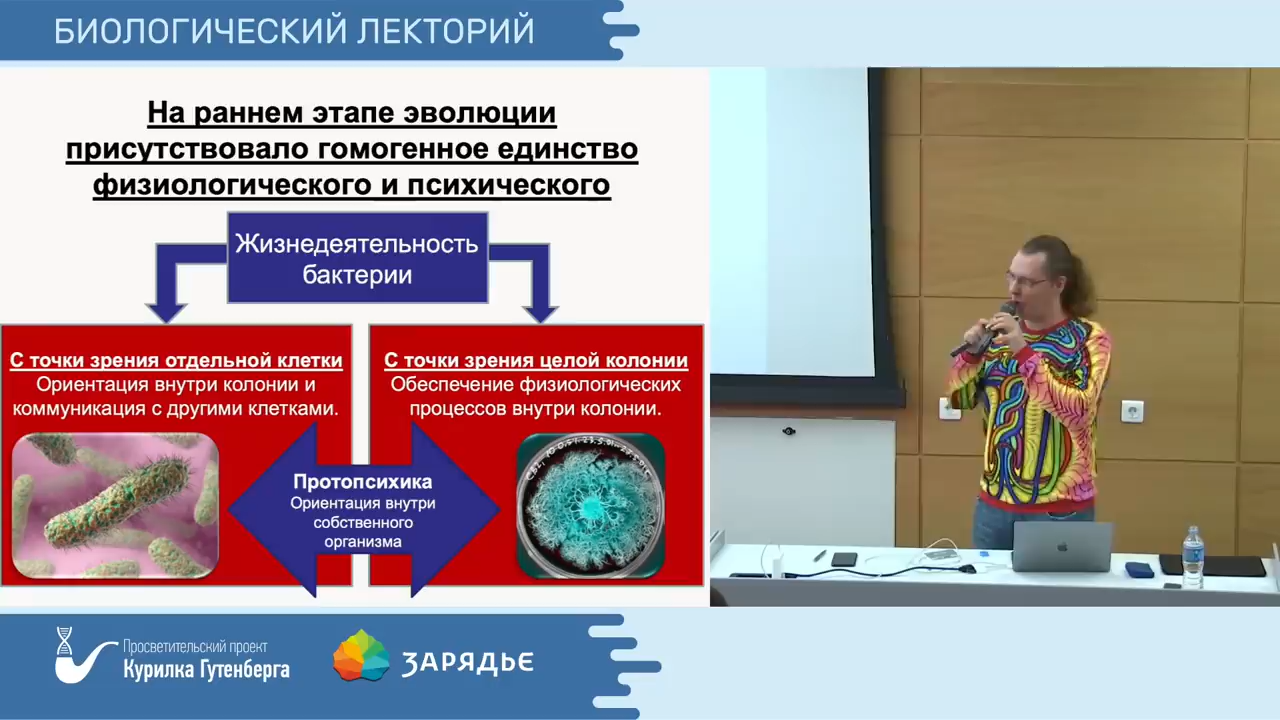 БИОЛОГИЧЕСКИЙ ЛЕКТОРИЙ
На раннем этапе эволюции
присутствовало гомогенное единство
физиологического и психического
Жизнедеятельность
бактерии
С точки зрения отдельной клетки
Ориентация внутри колонии и
коммуникация с другими клетками.
С точки зрения целой колонии
Обеспечение физиологических
процессов внутри колонии.
Протопсихика
Ориентация внутри
собственного
организма
Просветительский проект
Курилка Гутенберга
ЗАРЯДЬЕ